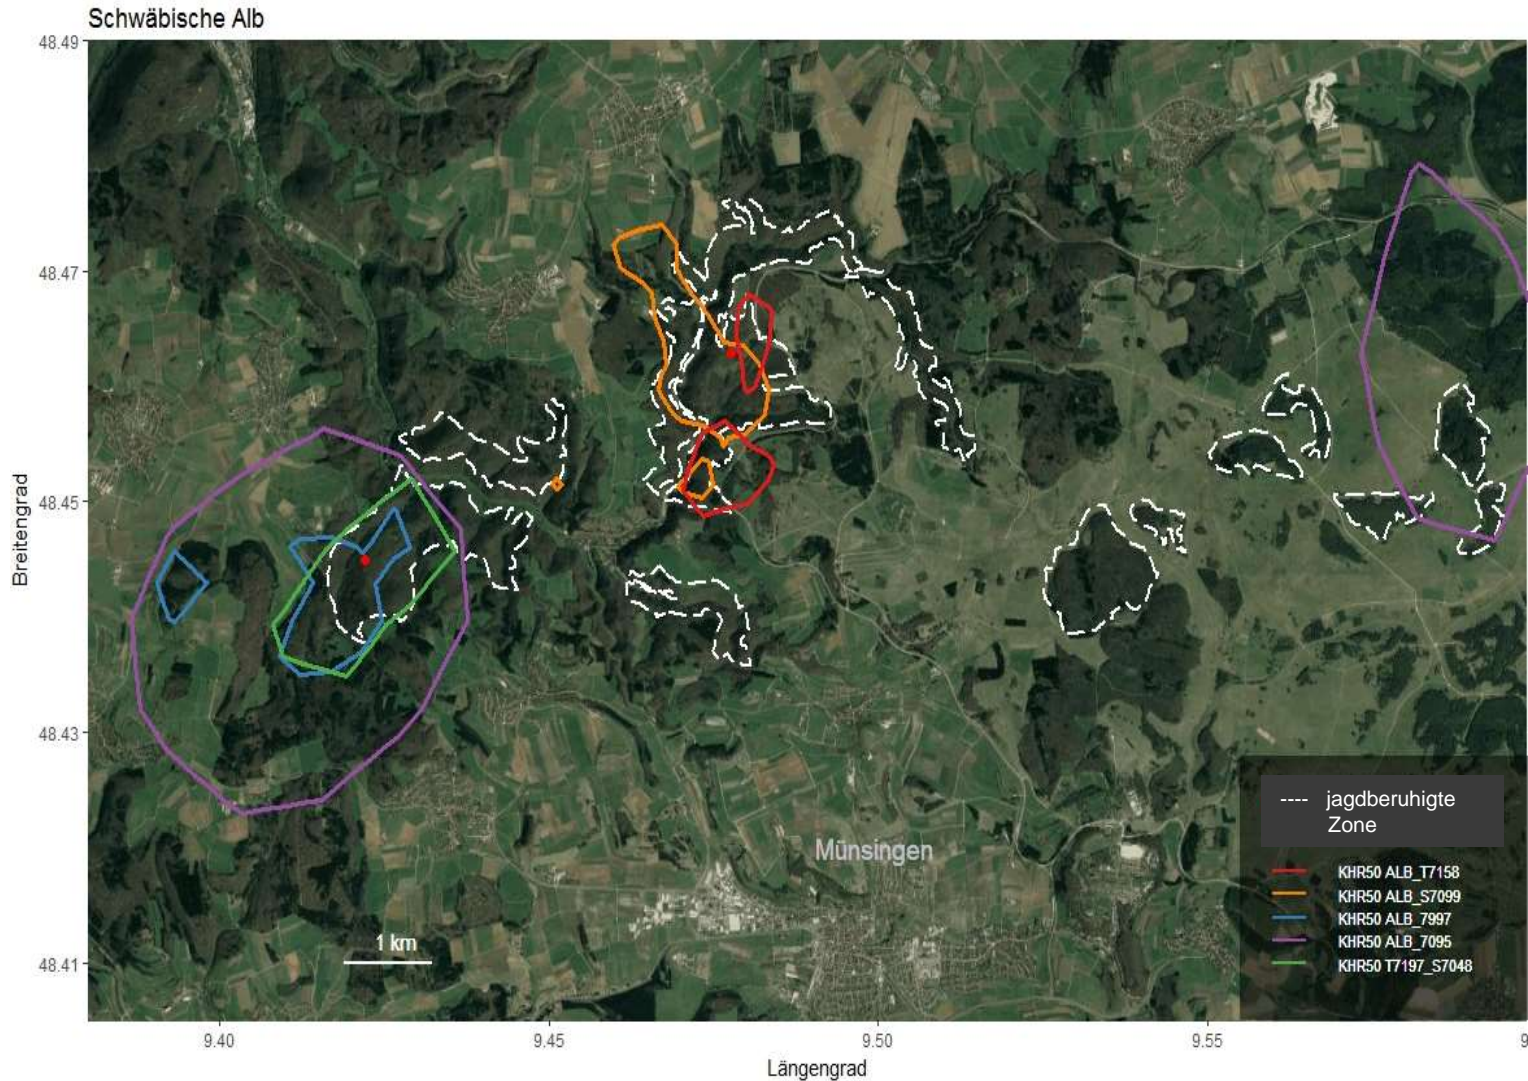 Schwäbische Alb
48.49
48.47
48.45
48.43
48.41
Breitengrad
9.40
9.45
9.50
9.55
9
Längengrad
Münsingen
1 km
---- jagdberuhigte
Zone
KHR50 ALB_T7158
KHR50 ALB_S7099
KHR50 ALB_7997
KHR50 ALB_7095
KHR50 T7197_S7048